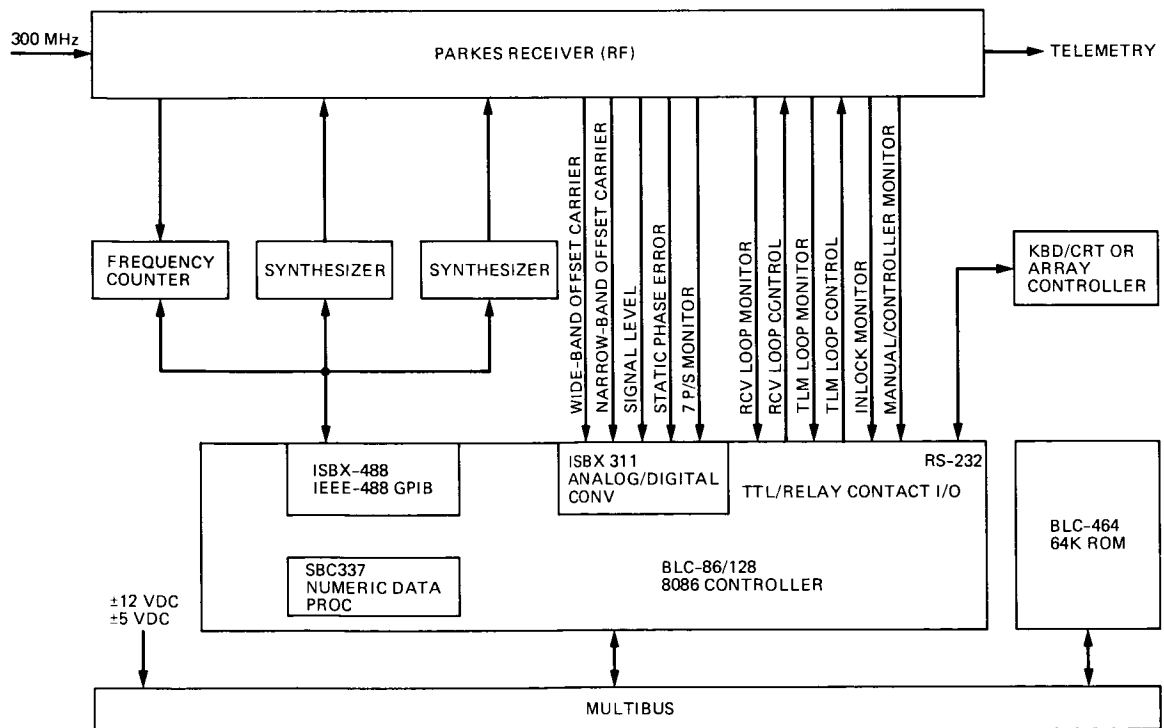 300 MHz
PARKES RECEIVER (RF)
TELEMETRY
FREQUENCY
COUNTER
SYNTHESIZER
SYNTHESIZER
WIDE-BAND OFFSET CARRIER
NARROW-BAND OFFSET CARRIER
SIGNAL LEVEL
STATIC PHASE ERROR
7 P/S MONITOR
RCV LOOP MONITOR
RCV LOOP CONTROL
TLM LOOP MONITOR
TLM LOOP CONTROL
INLOCK MONITOR
MANUAL/CONTROLLER MONITOR
KBD/CRT OR
ARRAY
CONTROLLER
ISBX-488
IEEE-488 GPIB
ISBX 311
ANALOG/DIGITAL
CONV
RS-232
TTL/RELAY CONTACT I/O
SBC337
NUMERIC DATA
PROC
BLC-86/128
8086 CONTROLLER
BLC-464
64K ROM
±12 VDC
±5 VDC
MULTIBUS